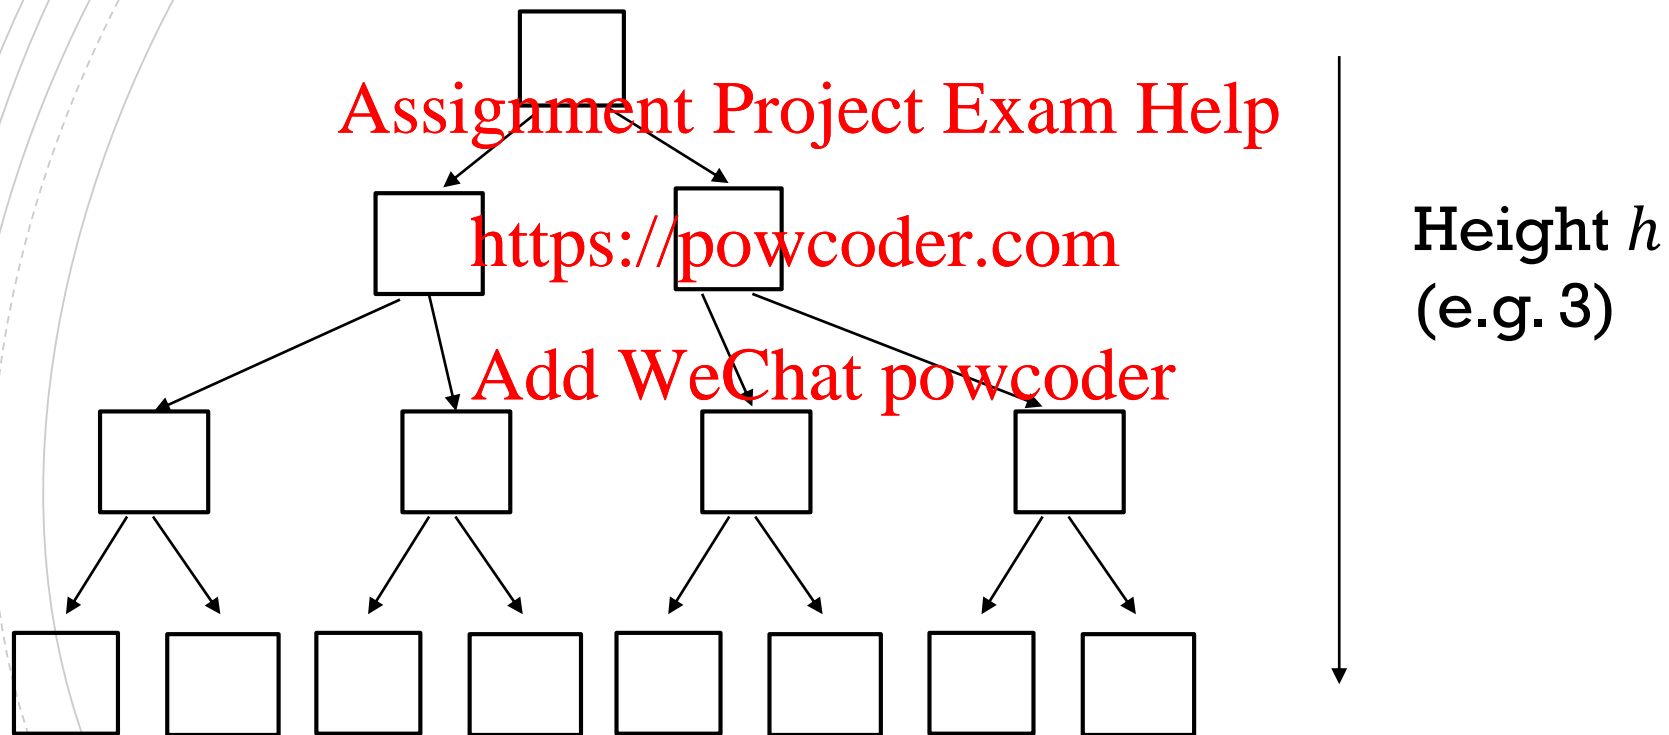 Assignment Project Exam Help
Height h
https://powcoder.com
(e.g. 3)
Add WeChat powcoder